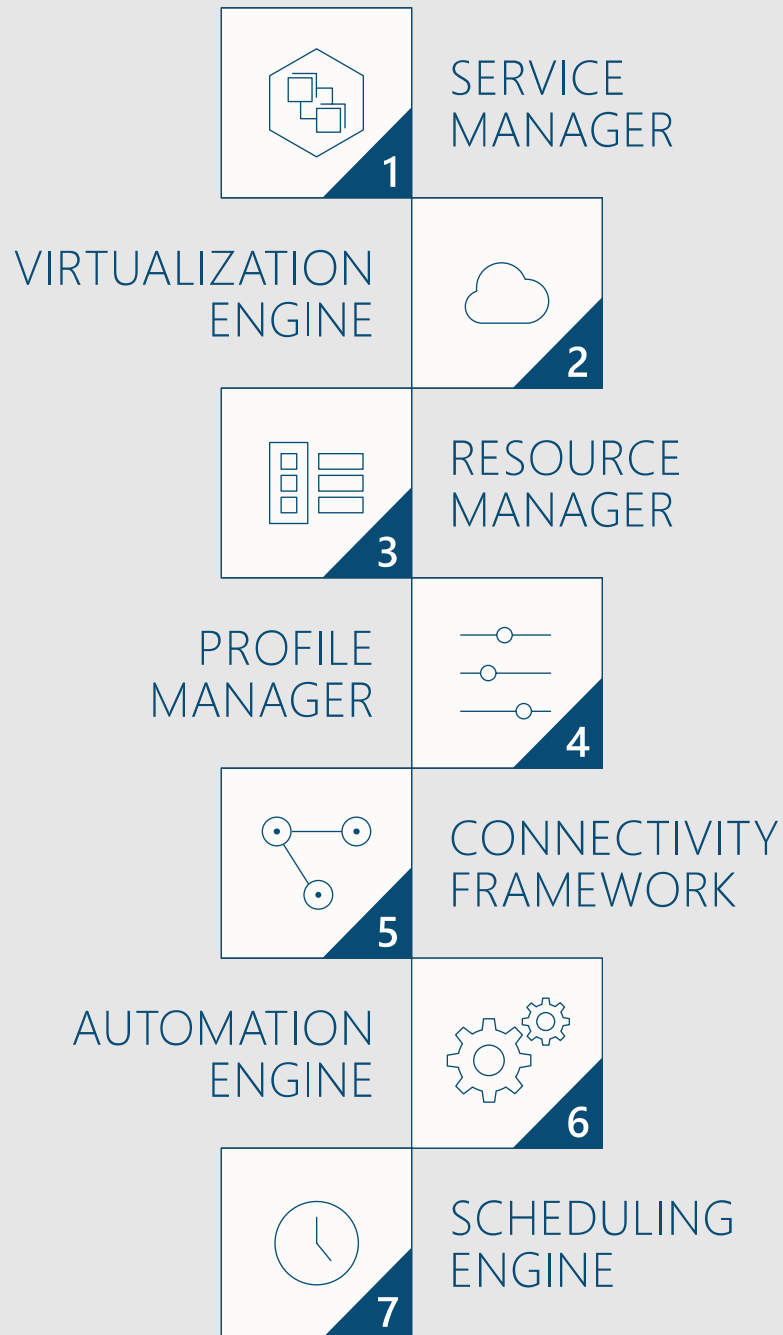 SERVICE
MANAGER
1
VIRTUALIZATION
ENGINE
2
RESOURCE
MANAGER
3
PROFILE
MANAGER
4
CONNECTIVITY
FRAMEWORK
5
AUTOMATION
ENGINE
6
SCHEDULING
ENGINE
7